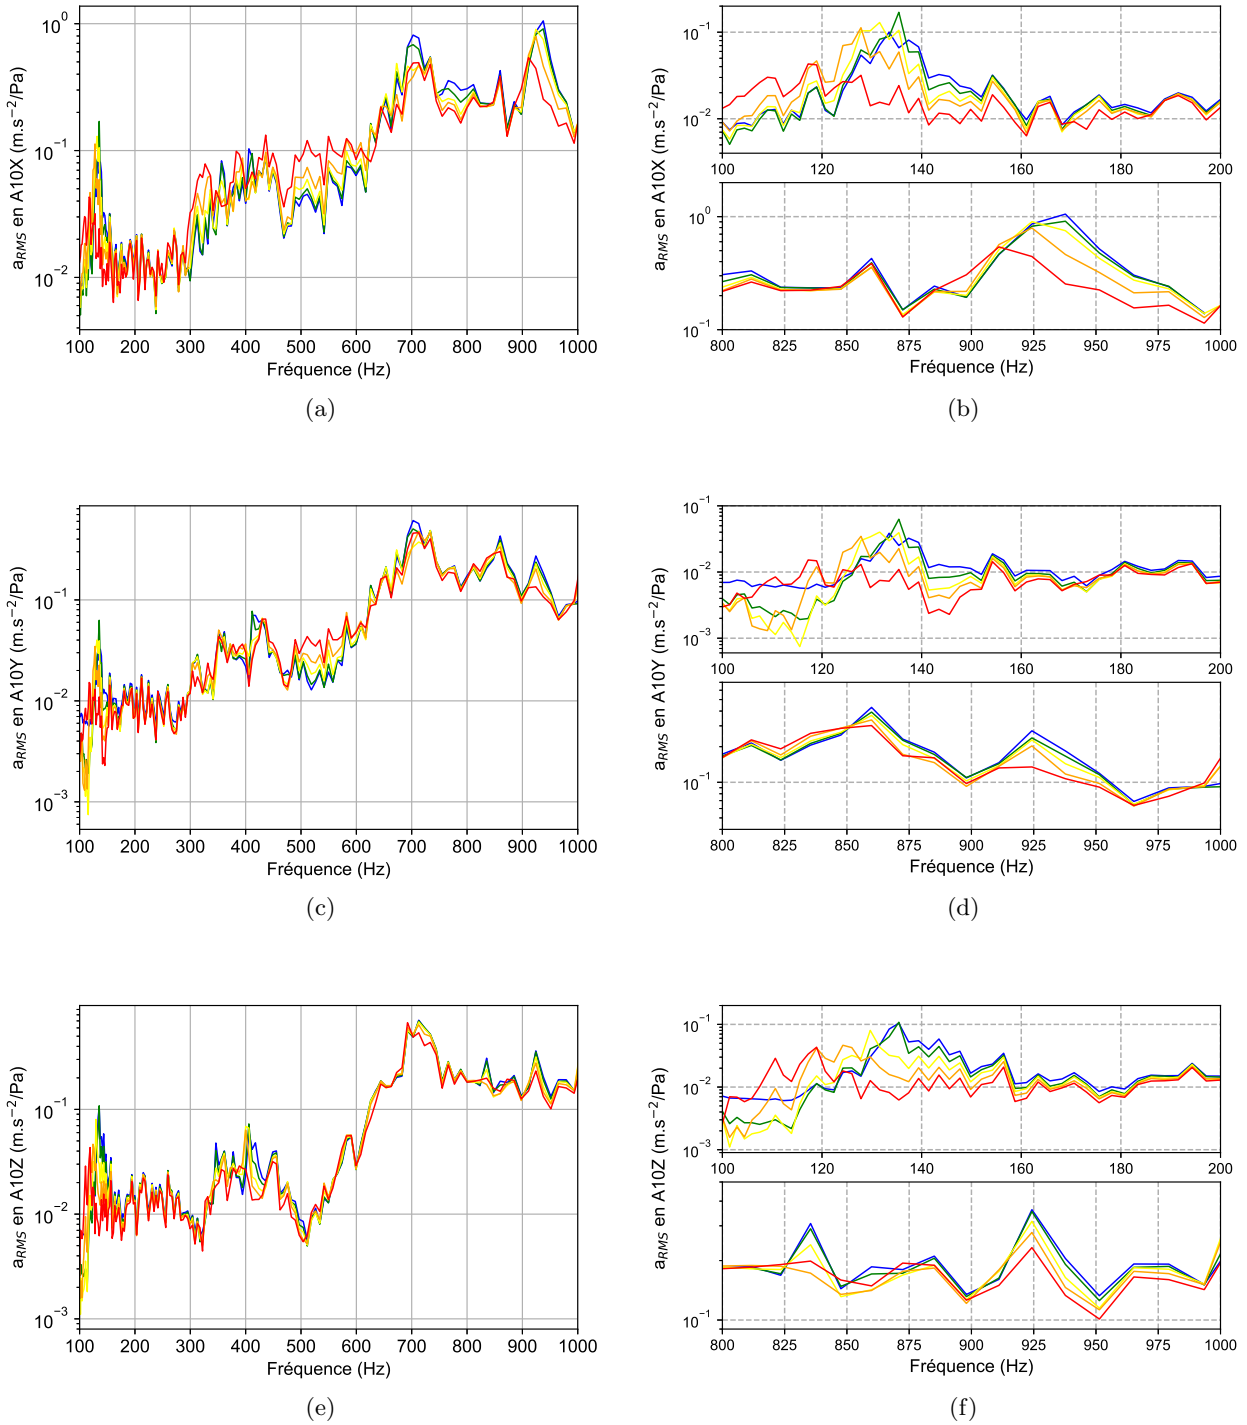 a_RMS en A10X (m.s⁻²/Pa)
10⁰
10⁻¹
10⁻²
100 200 300 400 500 600 700 800 900 1000
Fréquence (Hz)
(a)
a_RMS en A10X (m.s⁻²/Pa)
10⁻¹
10⁻²
100 120 140 160 180 200
10⁰
10⁻¹
800 825 850 875 900 925 950 975 1000
Fréquence (Hz)
(b)
a_RMS en A10Y (m.s⁻²/Pa)
10⁻¹
10⁻²
10⁻³
100 200 300 400 500 600 700 800 900 1000
Fréquence (Hz)
(c)
a_RMS en A10Y (m.s⁻²/Pa)
10⁻¹
10⁻²
10⁻³
100 120 140 160 180 200
10⁻¹
800 825 850 875 900 925 950 975 1000
Fréquence (Hz)
(d)
a_RMS en A10Z (m.s⁻²/Pa)
10⁻¹
10⁻²
10⁻³
100 200 300 400 500 600 700 800 900 1000
Fréquence (Hz)
(e)
a_RMS en A10Z (m.s⁻²/Pa)
10⁻¹
10⁻²
10⁻³
100 120 140 160 180 200
10⁻¹
800 825 850 875 900 925 950 975 1000
Fréquence (Hz)
(f)